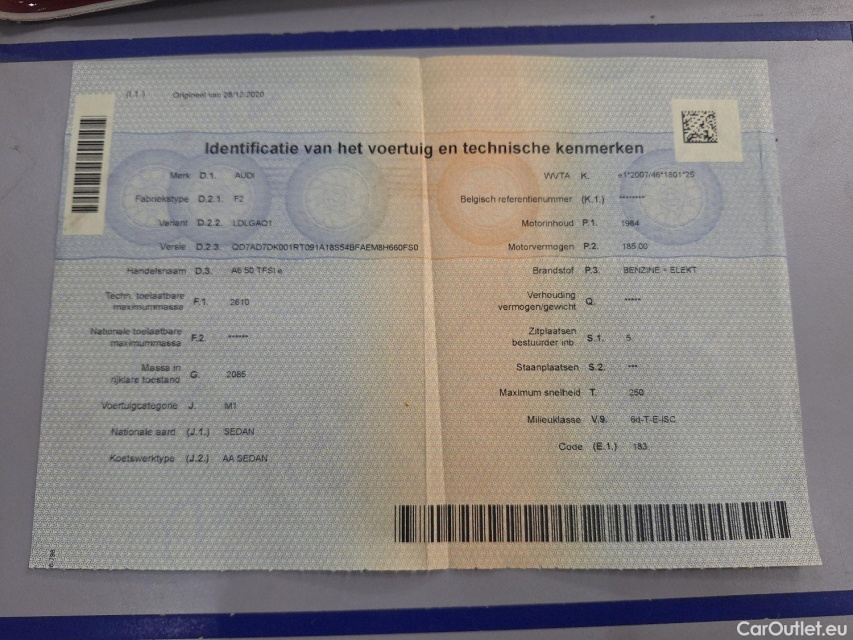 (I.1.) Origineel van 28/12/2020
Identificatie van het voertuig en technische kenmerken
Merk D.1. AUDI
Fabriekstype D.2.1. F2
Variant D.2.2. LDLGAQ1
Versie D.2.3. QD7AD7DK001RT091A18S54BFAEM8H660FS0
Handelsnaam D.3. A6 50 TFSI e
Techn. toelaatbare
maximummassa F.1. 2610
Nationale toelaatbare
maximummassa F.2. ******
Massa in
rijklare toestand G. 2085
Voertuigcategorie J. M1
Nationale aard (J.1.) SEDAN
Koetswerktype (J.2.) AA SEDAN
WVTA K. e1*2007/46*1801*25
Belgisch referentienummer (K.1.) ********
Motorinhoud P.1. 1984
Motorvermogen P.2. 185.00
Brandstof P.3. BENZINE - ELEKT
Verhouding
vermogen/gewicht Q. *****
Zitplaatsen
bestuurder inb. S.1. 5
Staanplaatsen S.2. ***
Maximum snelheid T. 250
Milieuklasse V.9. 6d-T-E-ISC
Code (E.1.) 183
CarOutlet.eu